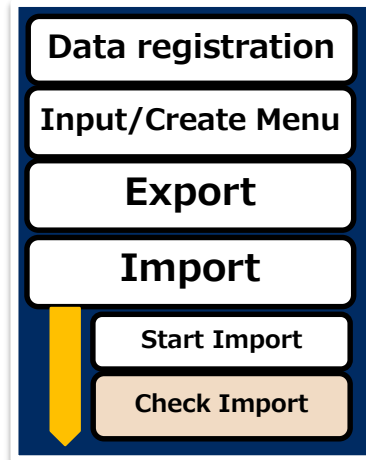 Data registration
Input/Create Menu
Export
Import
Start Import
Check Import